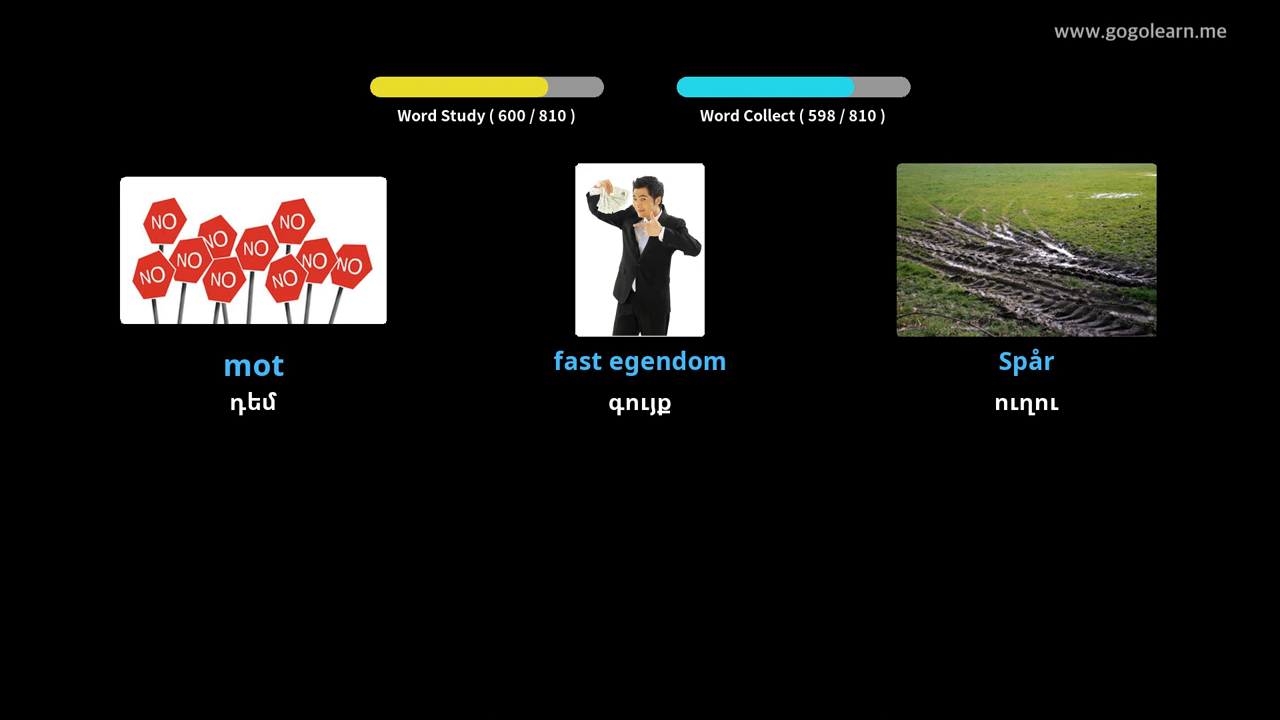 www.gogolearn.me
Word Study ( 600 / 810 )
Word Collect ( 598 / 810 )
NO
NO
NO
NO
NO
NO
NO
NO
NO
NO
mot
fast egendom
Spår
դեմ
գույք
ուղու